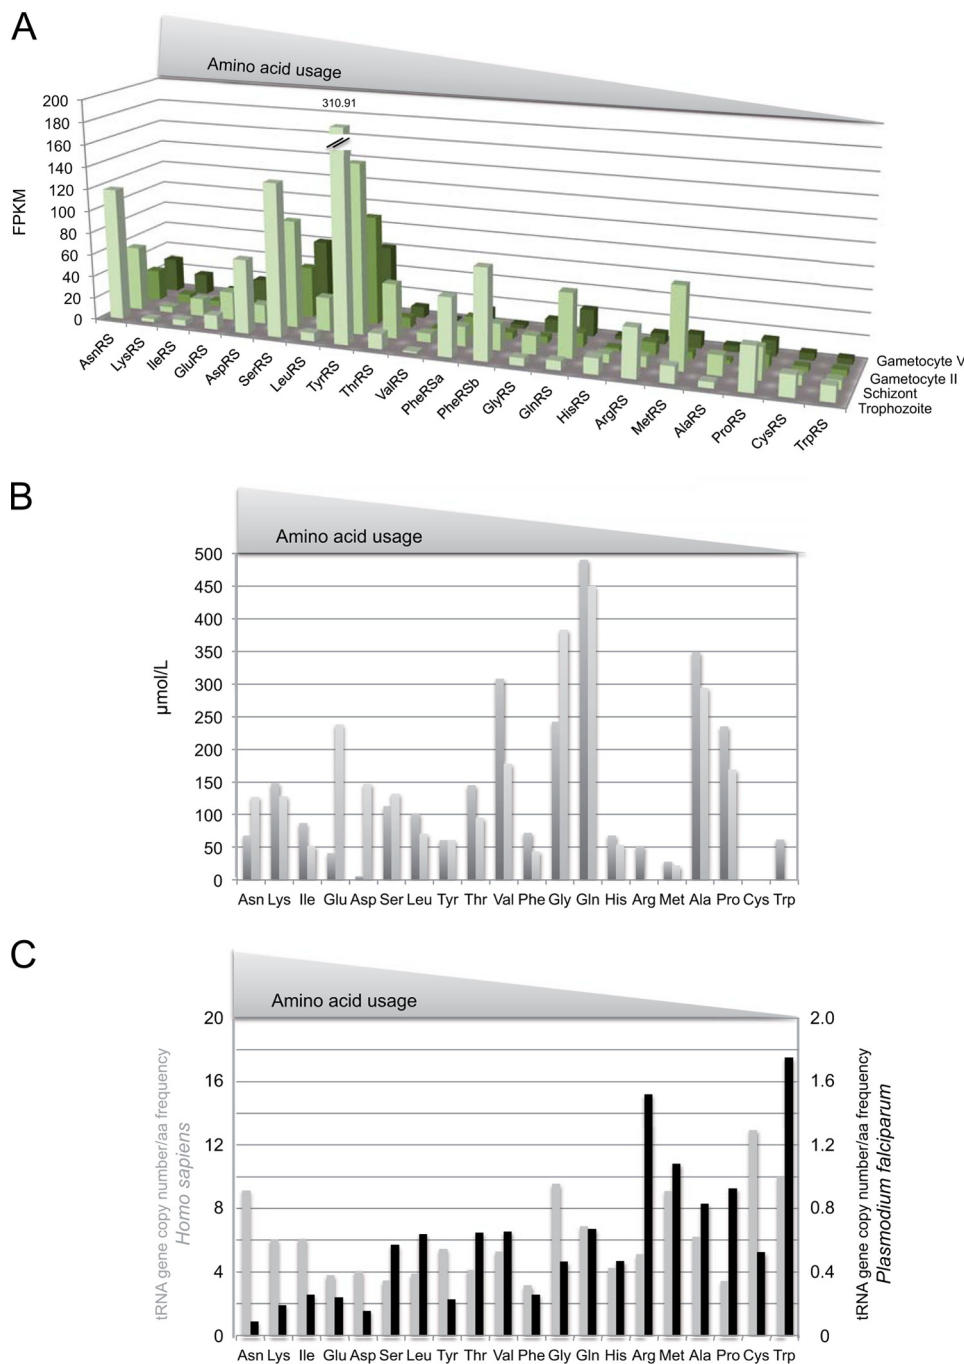 A
Amino acid usage
310.91
200
180
160
140
120
100
80
60
40
20
0
FPKM
AsnRS
LysRS
IleRS
GluRS
AspRS
SerRS
LeuRS
TyrRS
ThrRS
ValRS
PheRSa
PheRSb
GlyRS
GlnRS
HisRS
ArgRS
MetRS
AlaRS
ProRS
CysRS
TrpRS
Gametocyte V
Gametocyte II
Schizont
Trophozoite
B
Amino acid usage
500
450
400
350
300
250
200
150
100
50
0
µmol/L
Asn Lys Ile Glu Asp Ser Leu Tyr Thr Val Phe Gly Gln His Arg Met Ala Pro Cys Trp
C
Amino acid usage
20
16
12
8
4
0
tRNA gene copy number/aa frequency
Homo sapiens
2.0
1.6
1.2
0.8
0.4
0
tRNA gene copy number/aa frequency
Plasmodium falciparum
Asn Lys Ile Glu Asp Ser Leu Tyr Thr Val Phe Gly Gln His Arg Met Ala Pro Cys Trp